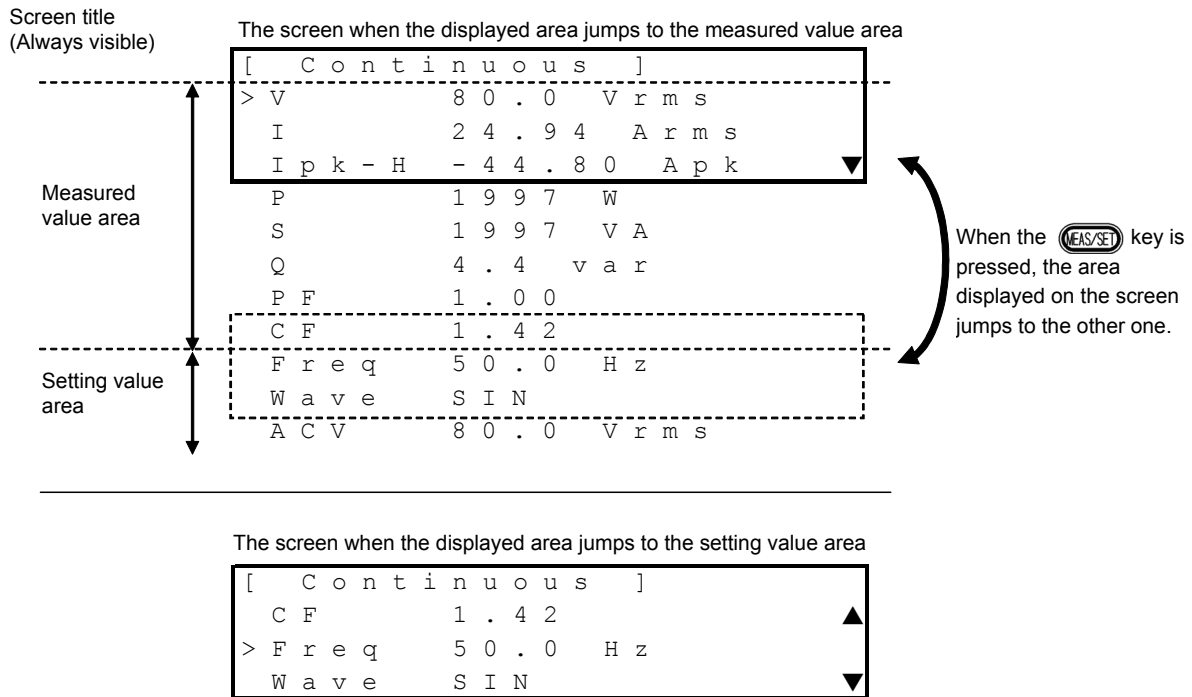 Screen title
(Always visible)
The screen when the displayed area jumps to the measured value area
[ Continuous ]
> V 80.0 Vrms
I 24.94 Arms
Ipk-H -44.80 Apk ▼
P 1997 W
S 1997 VA
Q 4.4 var
PF 1.00
CF 1.42
Freq 50.0 Hz
Wave SIN
ACV 80.0 Vrms
Measured
value area
Setting value
area
When the MEAS/SET key is
pressed, the area
displayed on the screen
jumps to the other one.
The screen when the displayed area jumps to the setting value area
[ Continuous ]
CF 1.42 ▲
> Freq 50.0 Hz
Wave SIN ▼